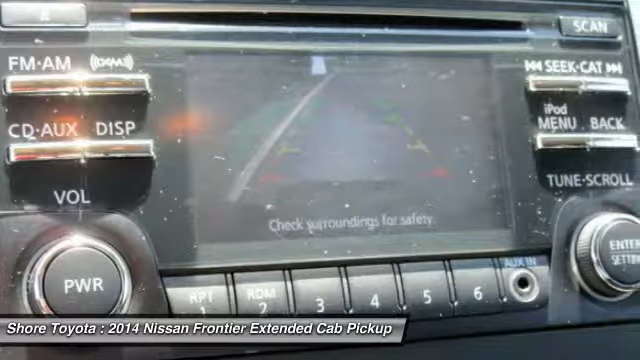 SCAN
FM·AM (((XM)))
SEEK·CAT
CD·AUX DISP
iPod
MENU BACK
VOL
TUNE·SCROLL
Check surroundings for safety
PWR
ENTER
SETTING
AUX IN
RPT
1
RDM
2
3
4
5
6
Shore Toyota : 2014 Nissan Frontier Extended Cab Pickup